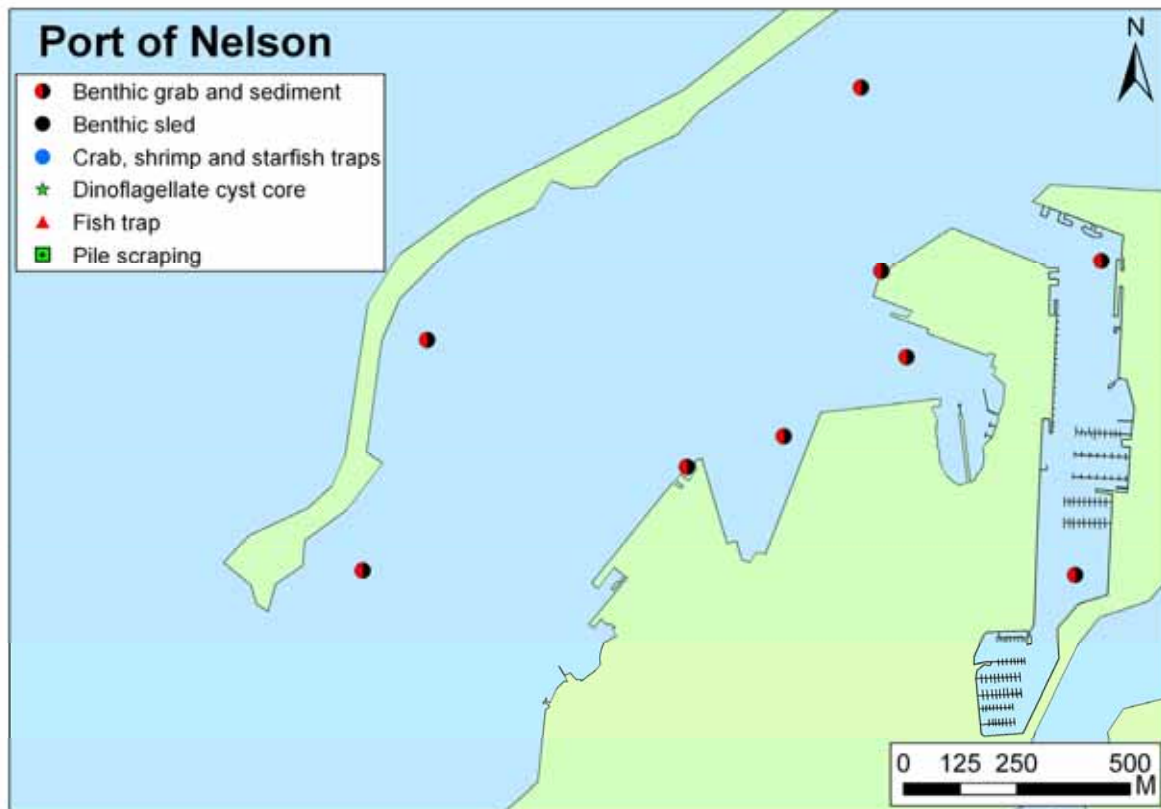 Port of Nelson
N
Benthic grab and sediment
Benthic sled
Crab, shrimp and starfish traps
Dinoflagellate cyst core
Fish trap
Pile scraping
0 125 250 500
M